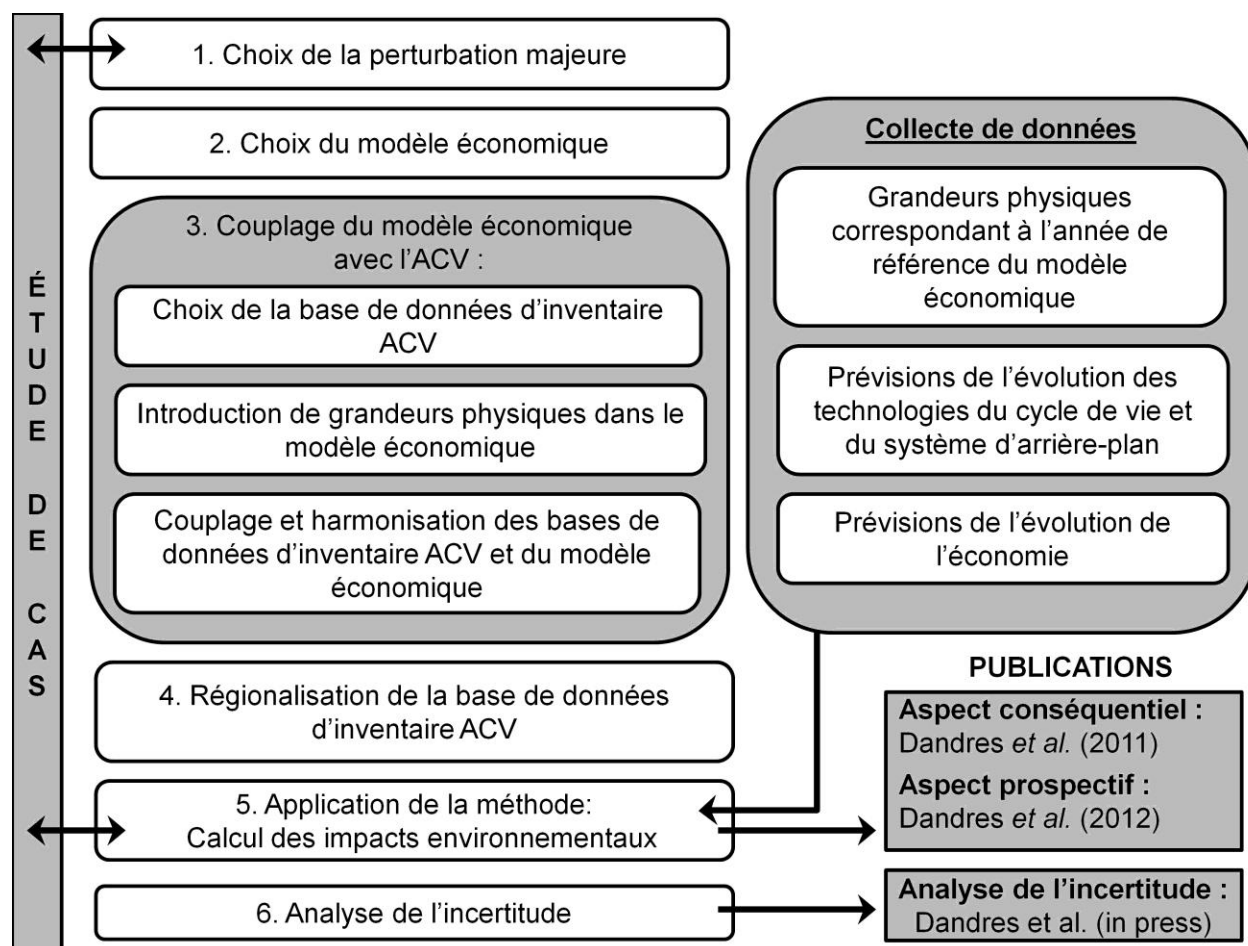 ÉTUDE DE CAS
1. Choix de la perturbation majeure
2. Choix du modèle économique
3. Couplage du modèle économique
avec l’ACV :
Choix de la base de données d’inventaire
ACV
Introduction de grandeurs physiques dans le
modèle économique
Couplage et harmonisation des bases de
données d’inventaire ACV et du modèle
économique
4. Régionalisation de la base de données
d’inventaire ACV
5. Application de la méthode:
Calcul des impacts environnementaux
6. Analyse de l’incertitude
Collecte de données
Grandeurs physiques
correspondant à l’année de
référence du modèle
économique
Prévisions de l’évolution des
technologies du cycle de vie et
du système d’arrière-plan
Prévisions de l’évolution de
l’économie
PUBLICATIONS
Aspect conséquentiel :
Dandres et al. (2011)
Aspect prospectif :
Dandres et al. (2012)
Analyse de l’incertitude :
Dandres et al. (in press)